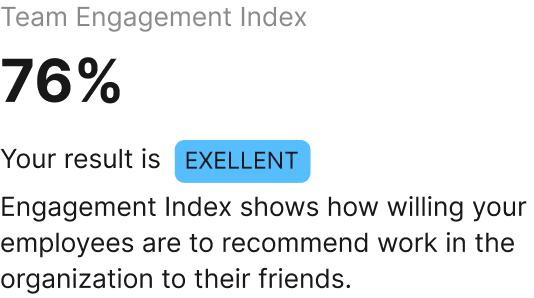 Team Engagement Index
76%
Your result is EXELLENT
Engagement Index shows how willing your
employees are to recommend work in the
organization to their friends.